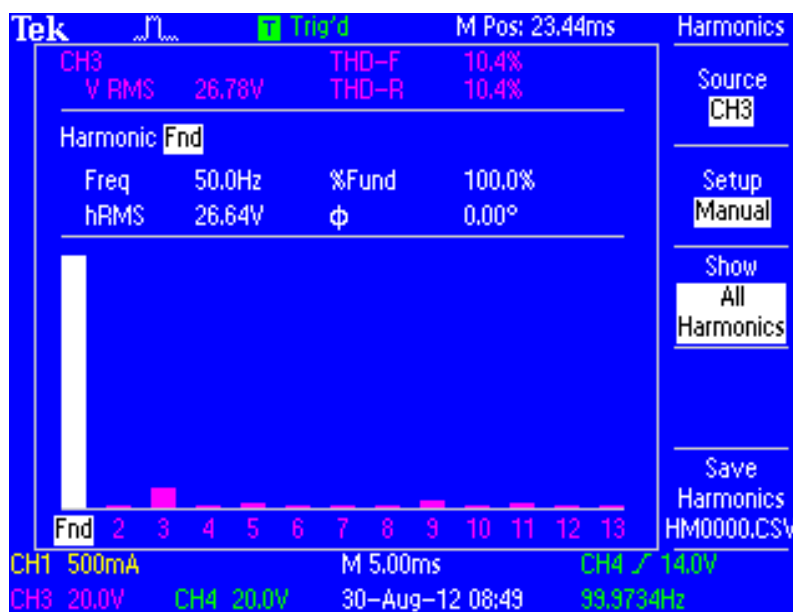 Tek T Trig'd M Pos: 23.44ms Harmonics
CH3 THD-F 10.4%
V RMS 26.78V THD-R 10.4%
Source
CH3
Harmonic Fnd
Freq 50.0Hz %Fund 100.0%
hRMS 26.64V ϕ 0.00°
Setup
Manual
Show
All
Harmonics
Save
Harmonics
HM0000.CSV
Fnd 2 3 4 5 6 7 8 9 10 11 12 13
CH1 500mA M 5.00ms CH4 14.0V
CH3 20.0V CH4 20.0V 30-Aug-12 08:49 99.9734Hz